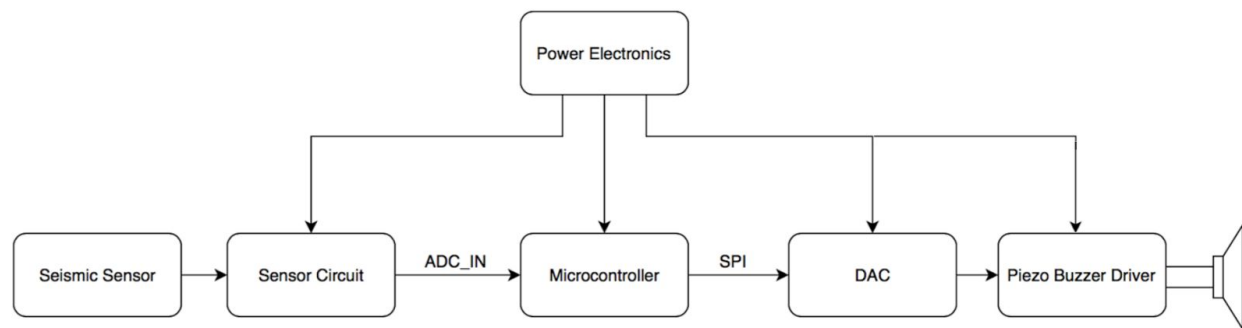 Power Electronics
Seismic Sensor
Sensor Circuit
ADC_IN
Microcontroller
SPI
DAC
Piezo Buzzer Driver